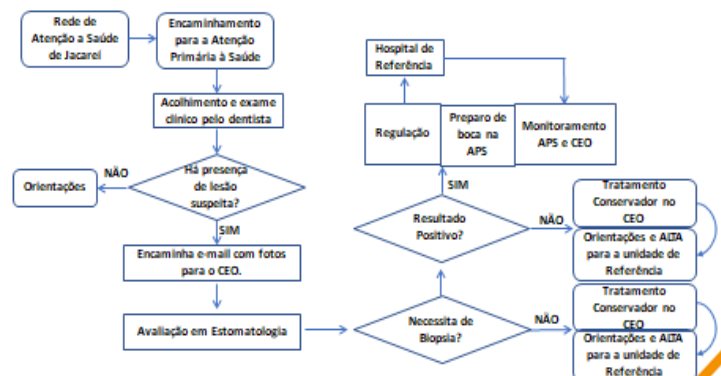 Rede de
Atenção a Saúde
de Jacareí
Encaminhamento
para a Atenção
Primária à Saúde
Acolhimento e exame
clínico pelo dentista
Há presença
de lesão
suspeita?
NÃO
Orientações
SIM
Encaminha e-mail com fotos
para o CEO.
Avaliação em Estomatologia
Necessita de
Biopsia?
NÃO
Tratamento
Conservador no
CEO
Orientações e ALTA
para a unidade de
Referência
Resultado
Positivo?
NÃO
Tratamento
Conservador no
CEO
Orientações e ALTA
para a unidade de
Referência
SIM
Regulação
Preparo de
boca na
APS
Monitoramento
APS e CEO
Hospital de
Referência